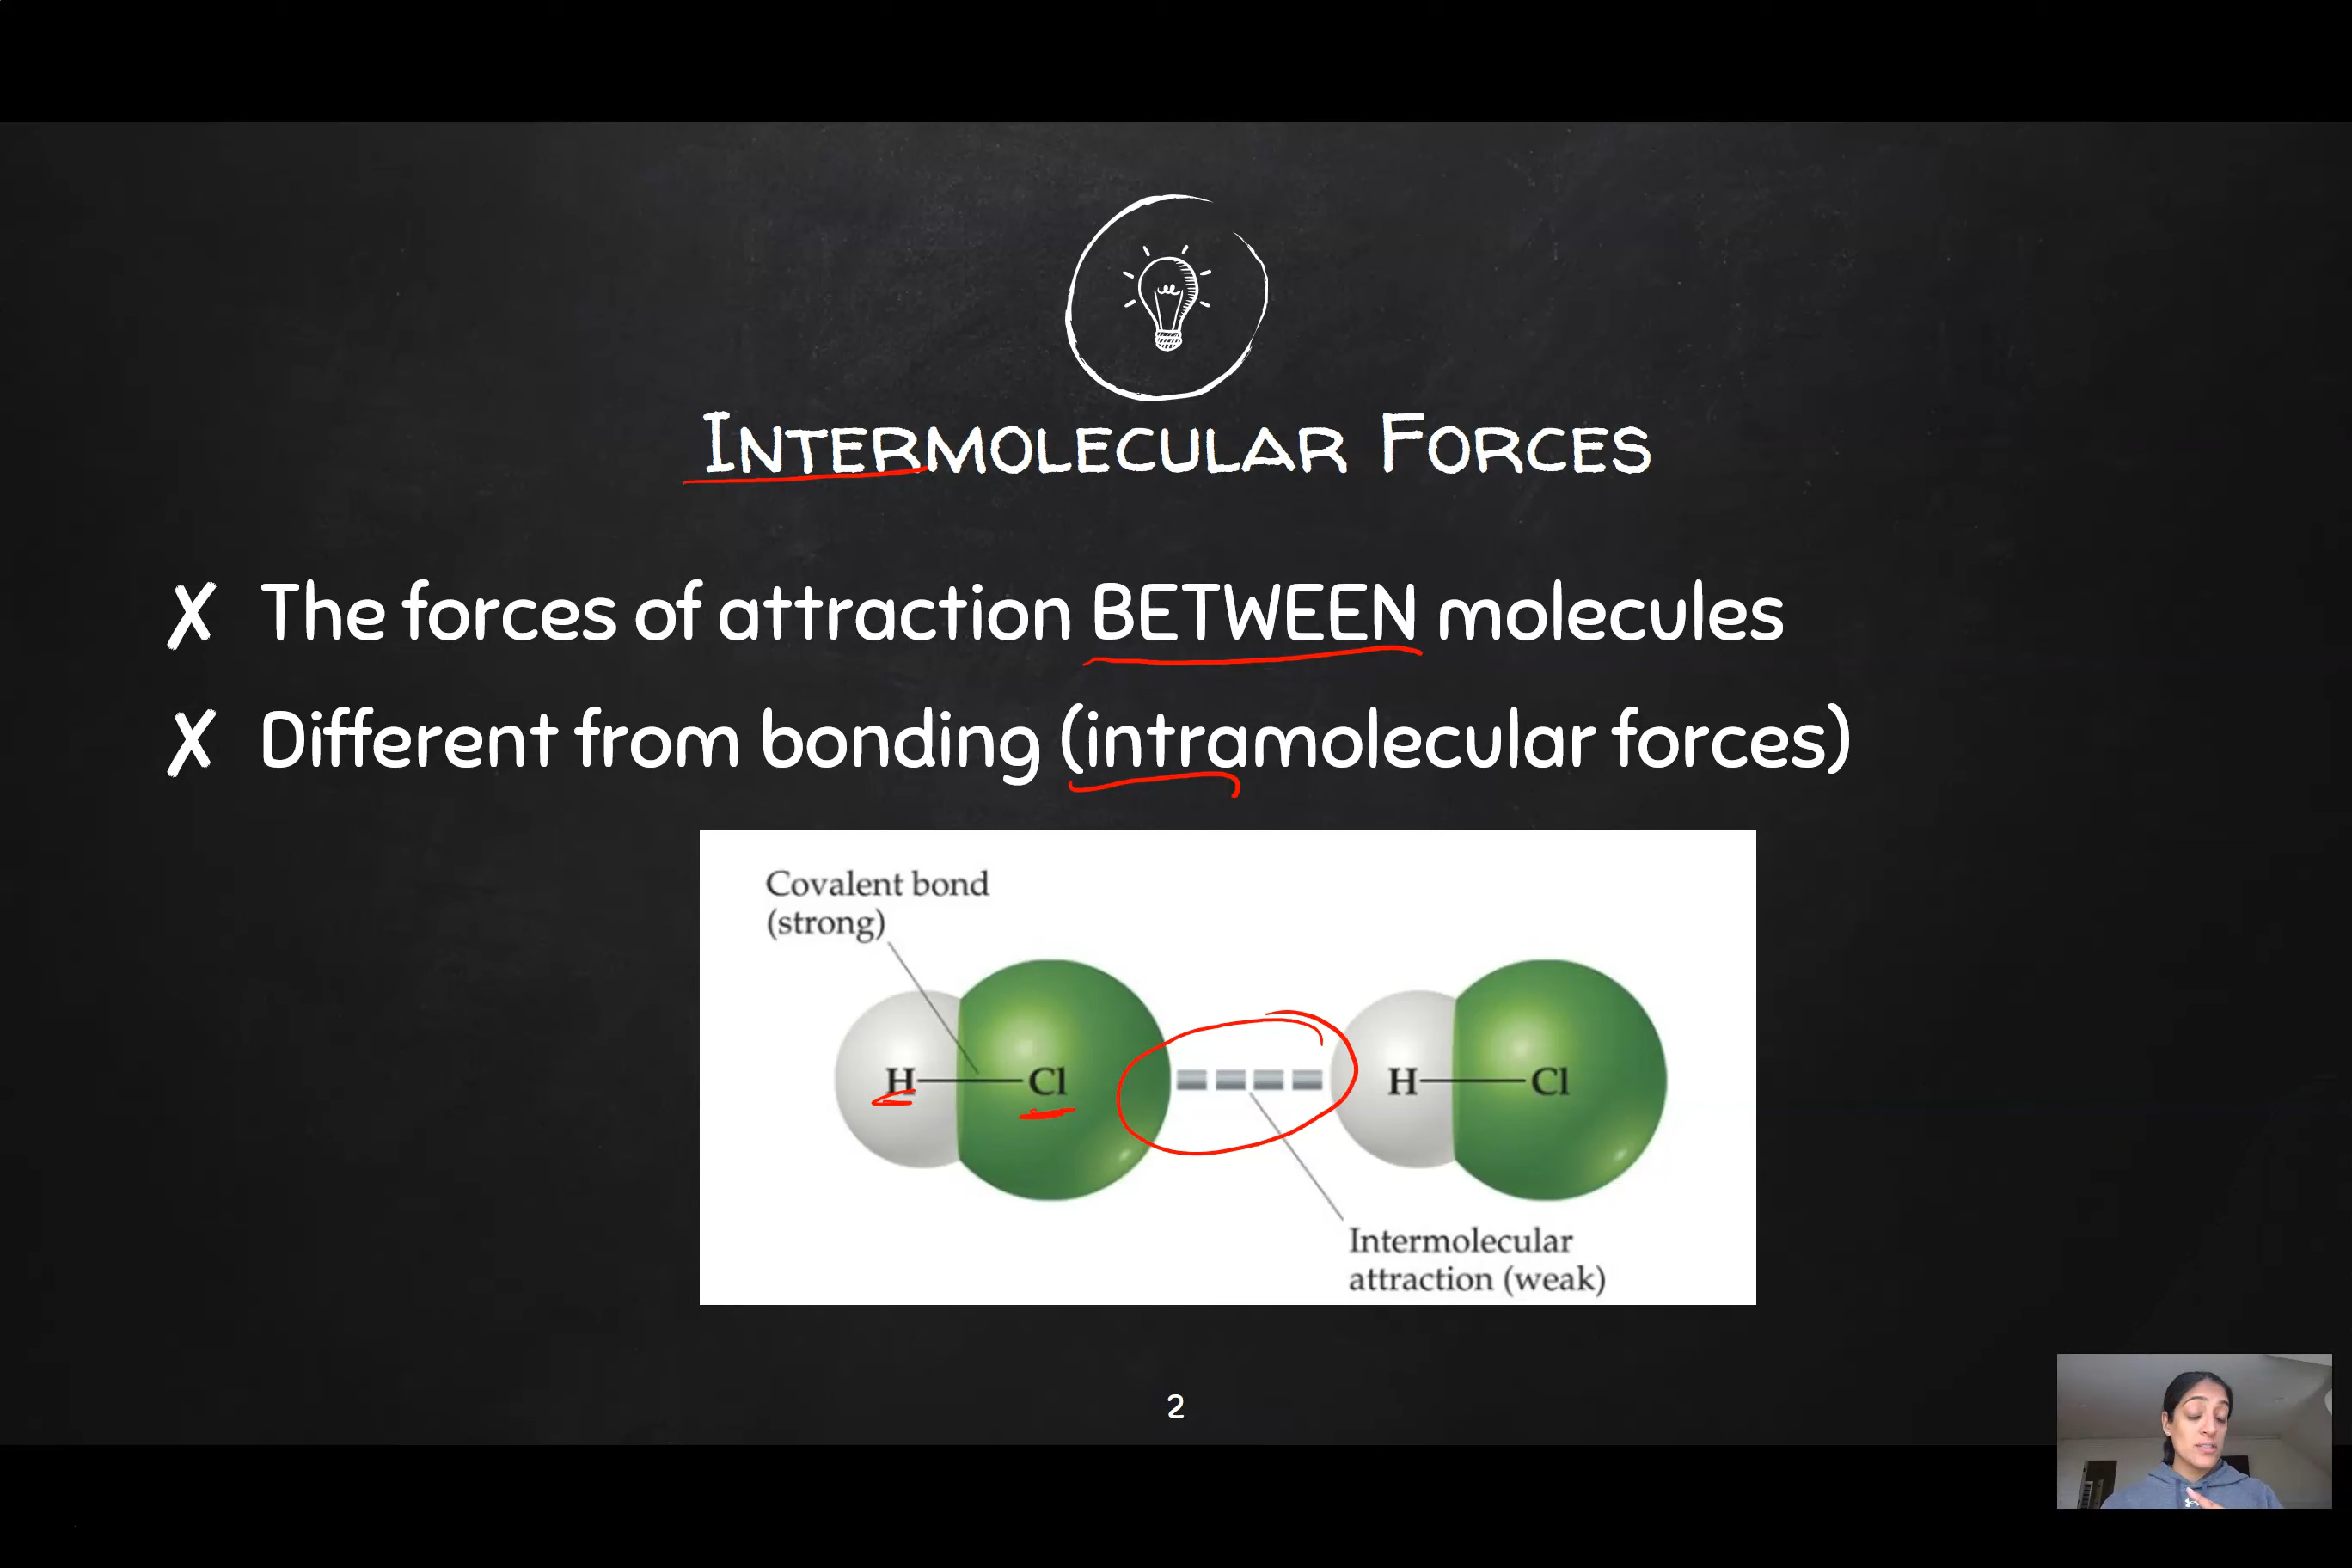 INTERMOLECULAR FORCES
✗ The forces of attraction BETWEEN molecules
✗ Different from bonding (intramolecular forces)
Covalent bond
(strong)
H Cl H Cl
Intermolecular
attraction (weak)
2